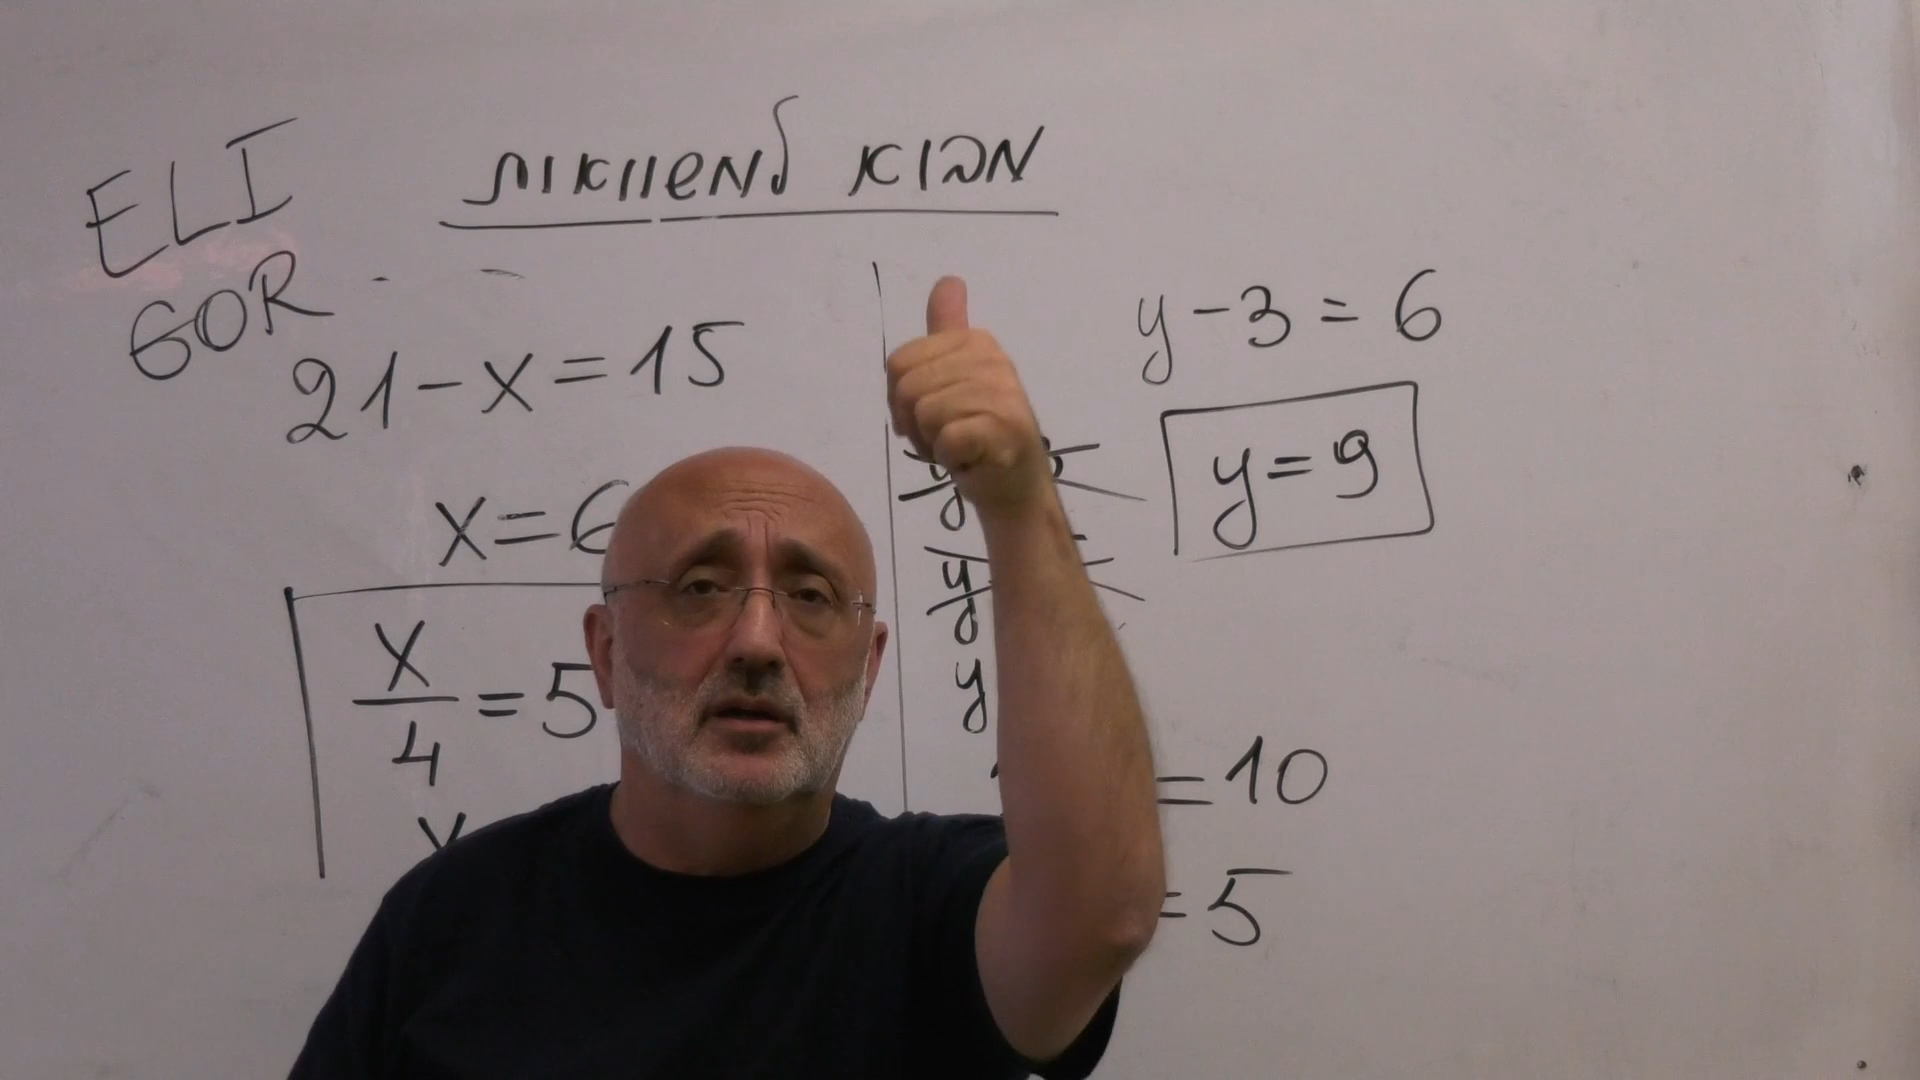 מבוא למשוואות
ELI
GOR
21 - x = 15
x = 6
x/4 = 5
y - 3 = 6
y = 9
y
y
y
y
y
= 10
= 5